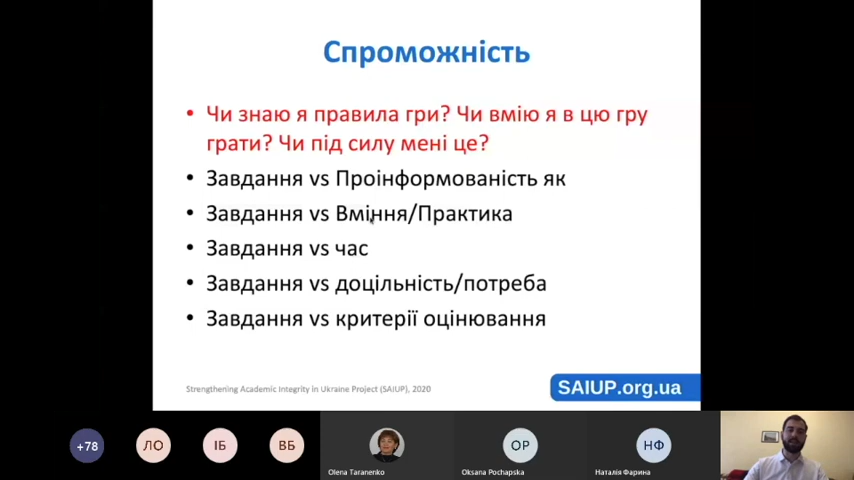 Спроможність
• Чи знаю я правила гри? Чи вмію я в цю гру
грати? Чи під силу мені це?
• Завдання vs Проінформованість як
• Завдання vs Вміння/Практика
• Завдання vs час
• Завдання vs доцільність/потреба
• Завдання vs критерії оцінювання
Strengthening Academic Integrity in Ukraine Project (SAIUP), 2020
SAIUP.org.ua
+78
ЛО
ІБ
ВБ
ОР
НФ
Olena Taranenko
Oksana Pochapska
Наталія Фарина